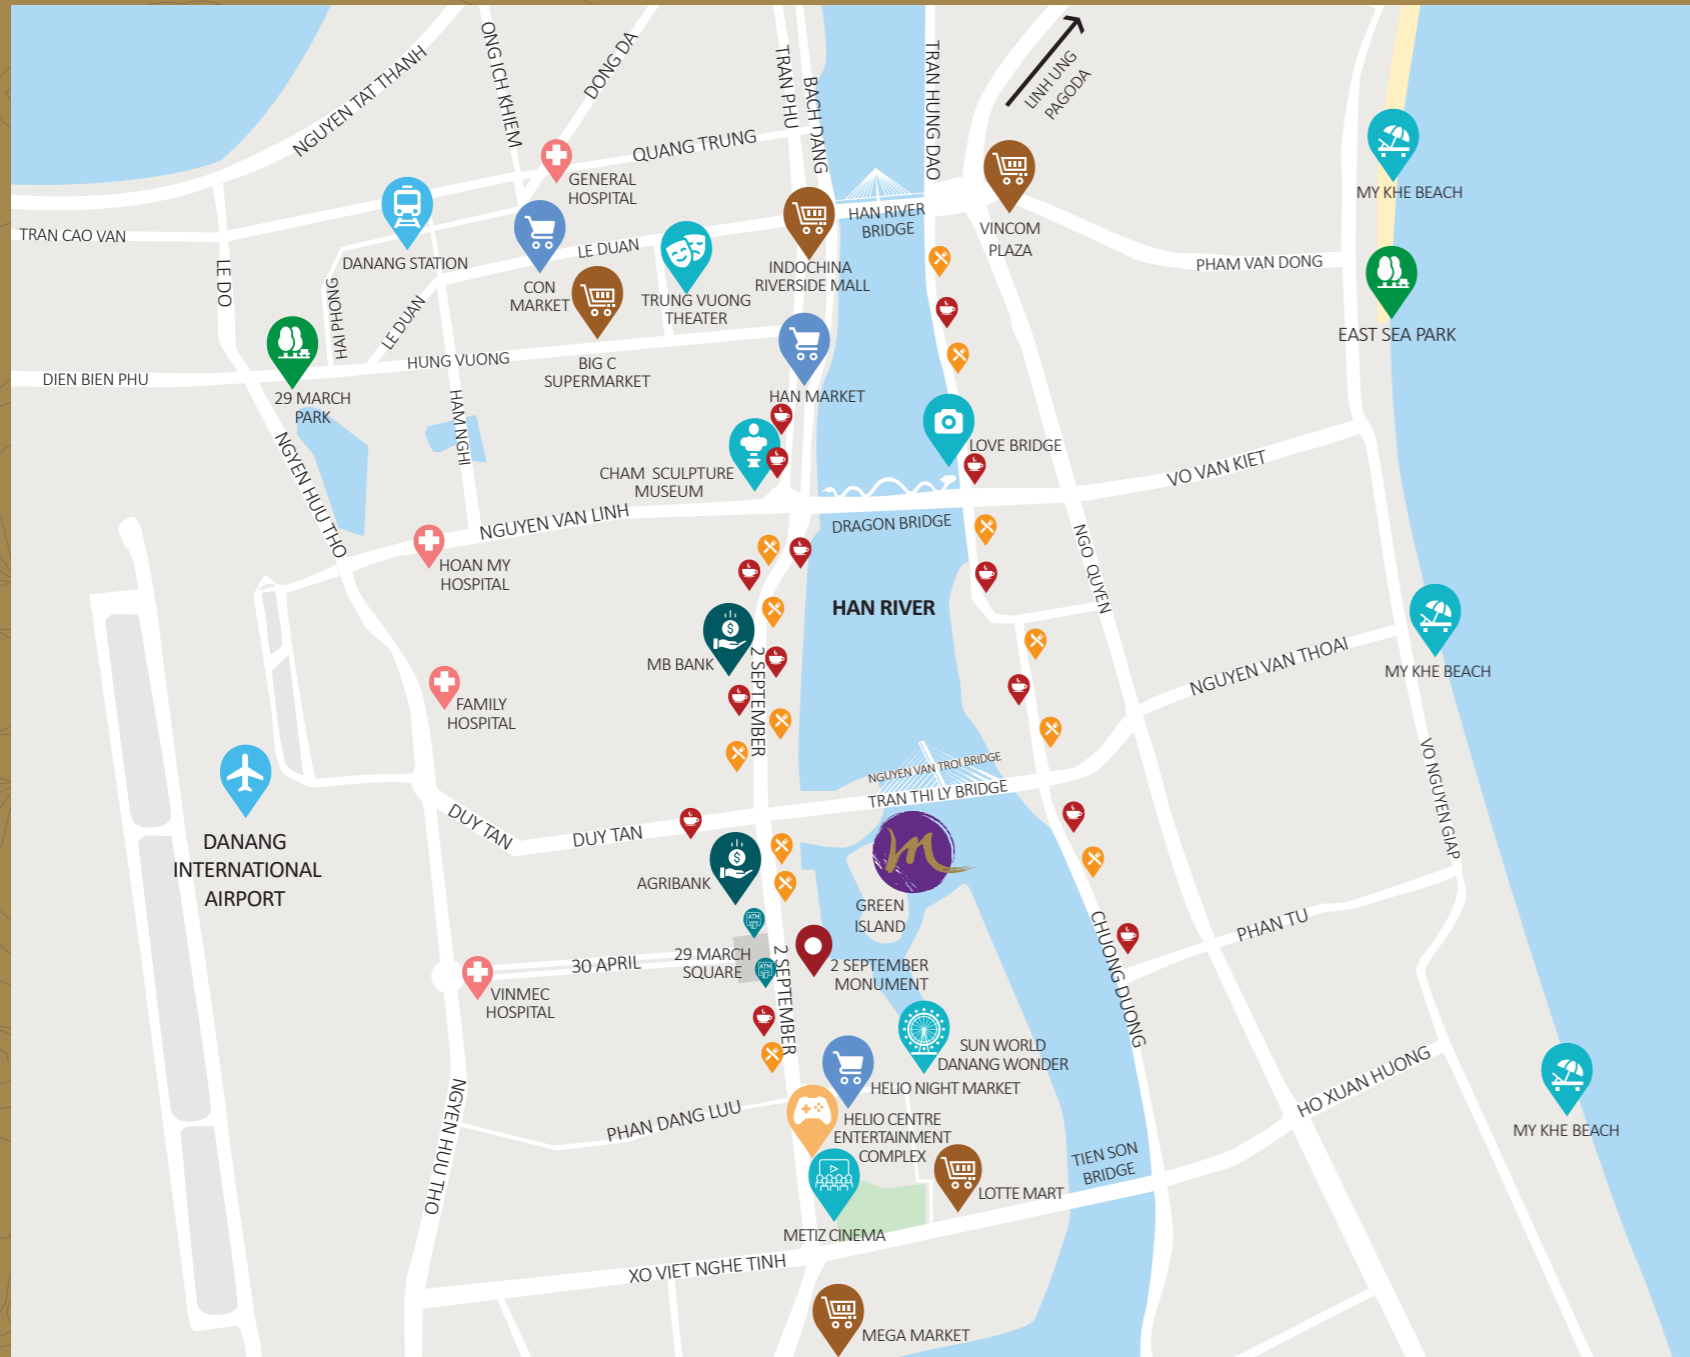 NGUYEN TAT THANH
ONG ICH KHIEM
DONG DA
TRAN PHU
BACH DANG
TRAN HUNG DAO
LINH UNG
PAGODA
QUANG TRUNG
GENERAL
HOSPITAL
MY KHE BEACH
TRAN CAO VAN
DANANG STATION
LE DUAN
HAN RIVER
BRIDGE
VINCOM
PLAZA
PHAM VAN DONG
LE DO
HAI PHONG
LE DUAN
CON
MARKET
TRUNG VUONG
THEATER
INDOCHINA
RIVERSIDE MALL
EAST SEA PARK
DIEN BIEN PHU
HUNG VUONG
BIG C
SUPERMARKET
29 MARCH
PARK
HAN MARKET
HAM NGHI
NGYEN HUU THO
CHAM SCULPTURE
MUSEUM
LOVE BRIDGE
VO VAN KIET
NGUYEN VAN LINH
DRAGON BRIDGE
NGO QUYEN
HOAN MY
HOSPITAL
HAN RIVER
MB BANK
2 SEPTEMBER
NGUYEN VAN THOAI
MY KHE BEACH
FAMILY
HOSPITAL
NGUYEN VAN TROI BRIDGE
TRAN THI LY BRIDGE
VO NGUYEN GIAP
DANANG
INTERNATIONAL
AIRPORT
DUY TAN
DUY TAN
AGRIBANK
m
GREEN
ISLAND
ATM
CHUONG DUONG
PHAN TU
30 APRIL
29 MARCH
SQUARE
ATM
2 SEPTEMBER
2 SEPTEMBER
MONUMENT
VINMEC
HOSPITAL
SUN WORLD
DANANG WONDER
HELIO NIGHT MARKET
HO XUAN HUONG
NGYEN HUU THO
PHAN DANG LUU
HELIO CENTRE
ENTERTAINMENT
COMPLEX
TIEN SON
BRIDGE
MY KHE BEACH
LOTTE MART
METIZ CINEMA
XO VIET NGHE TINH
MEGA MARKET